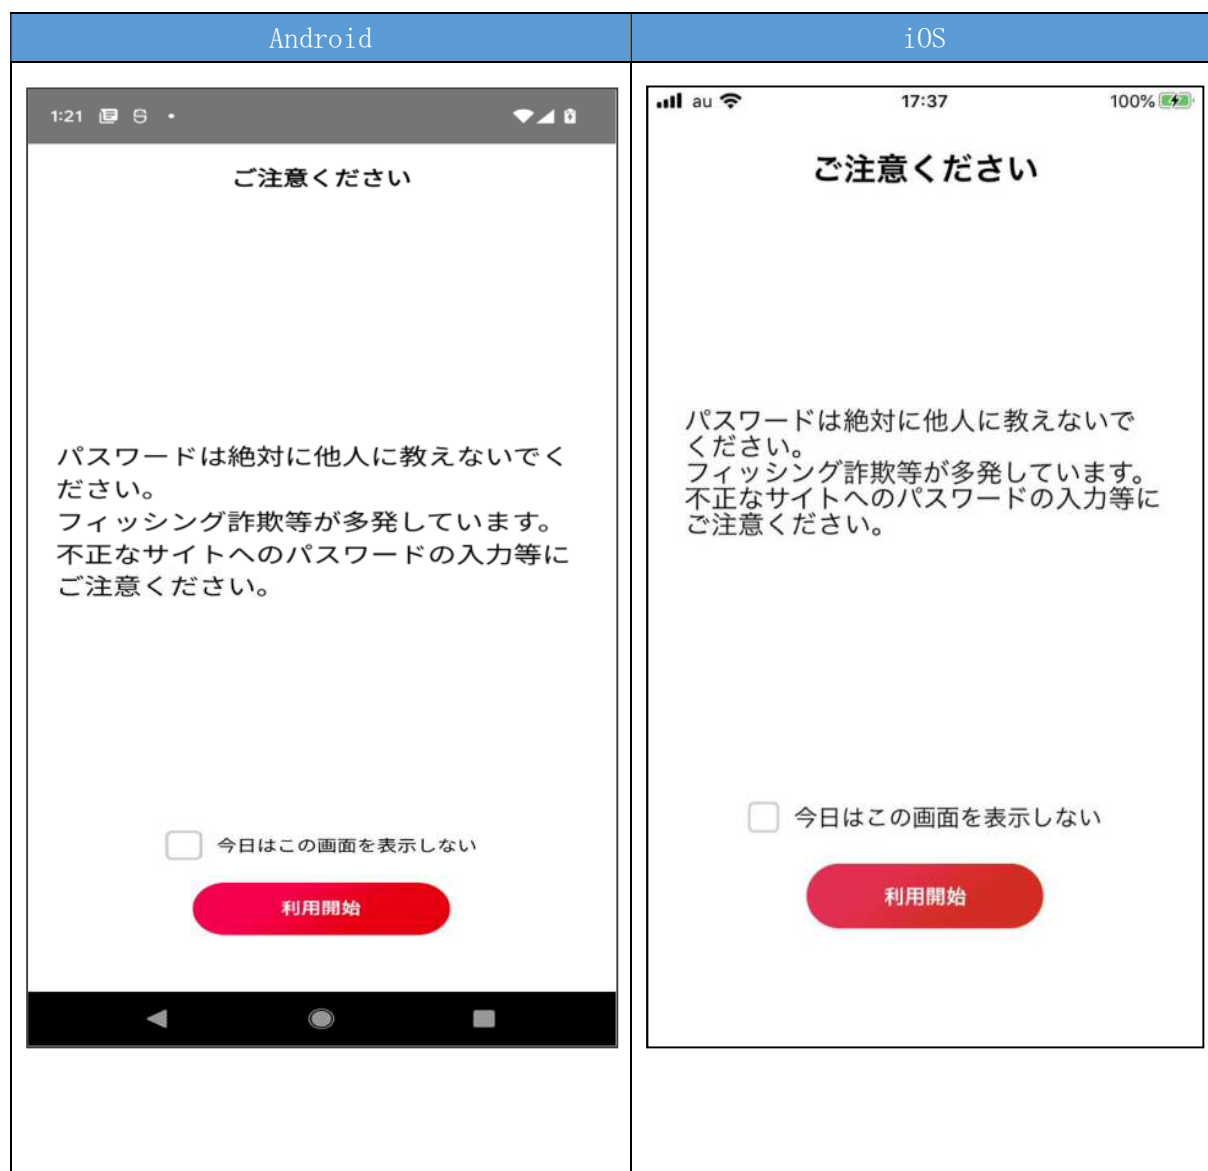 Android
iOS
1:21
ご注意ください
パスワードは絶対に他人に教えないでく
ださい。
フィッシング詐欺等が多発しています。
不正なサイトへのパスワードの入力等に
ご注意ください。
今日はこの画面を表示しない
利用開始
au
17:37
100%
ご注意ください
パスワードは絶対に他人に教えないで
ください。
フィッシング詐欺等が多発しています。
不正なサイトへのパスワードの入力等に
ご注意ください。
今日はこの画面を表示しない
利用開始